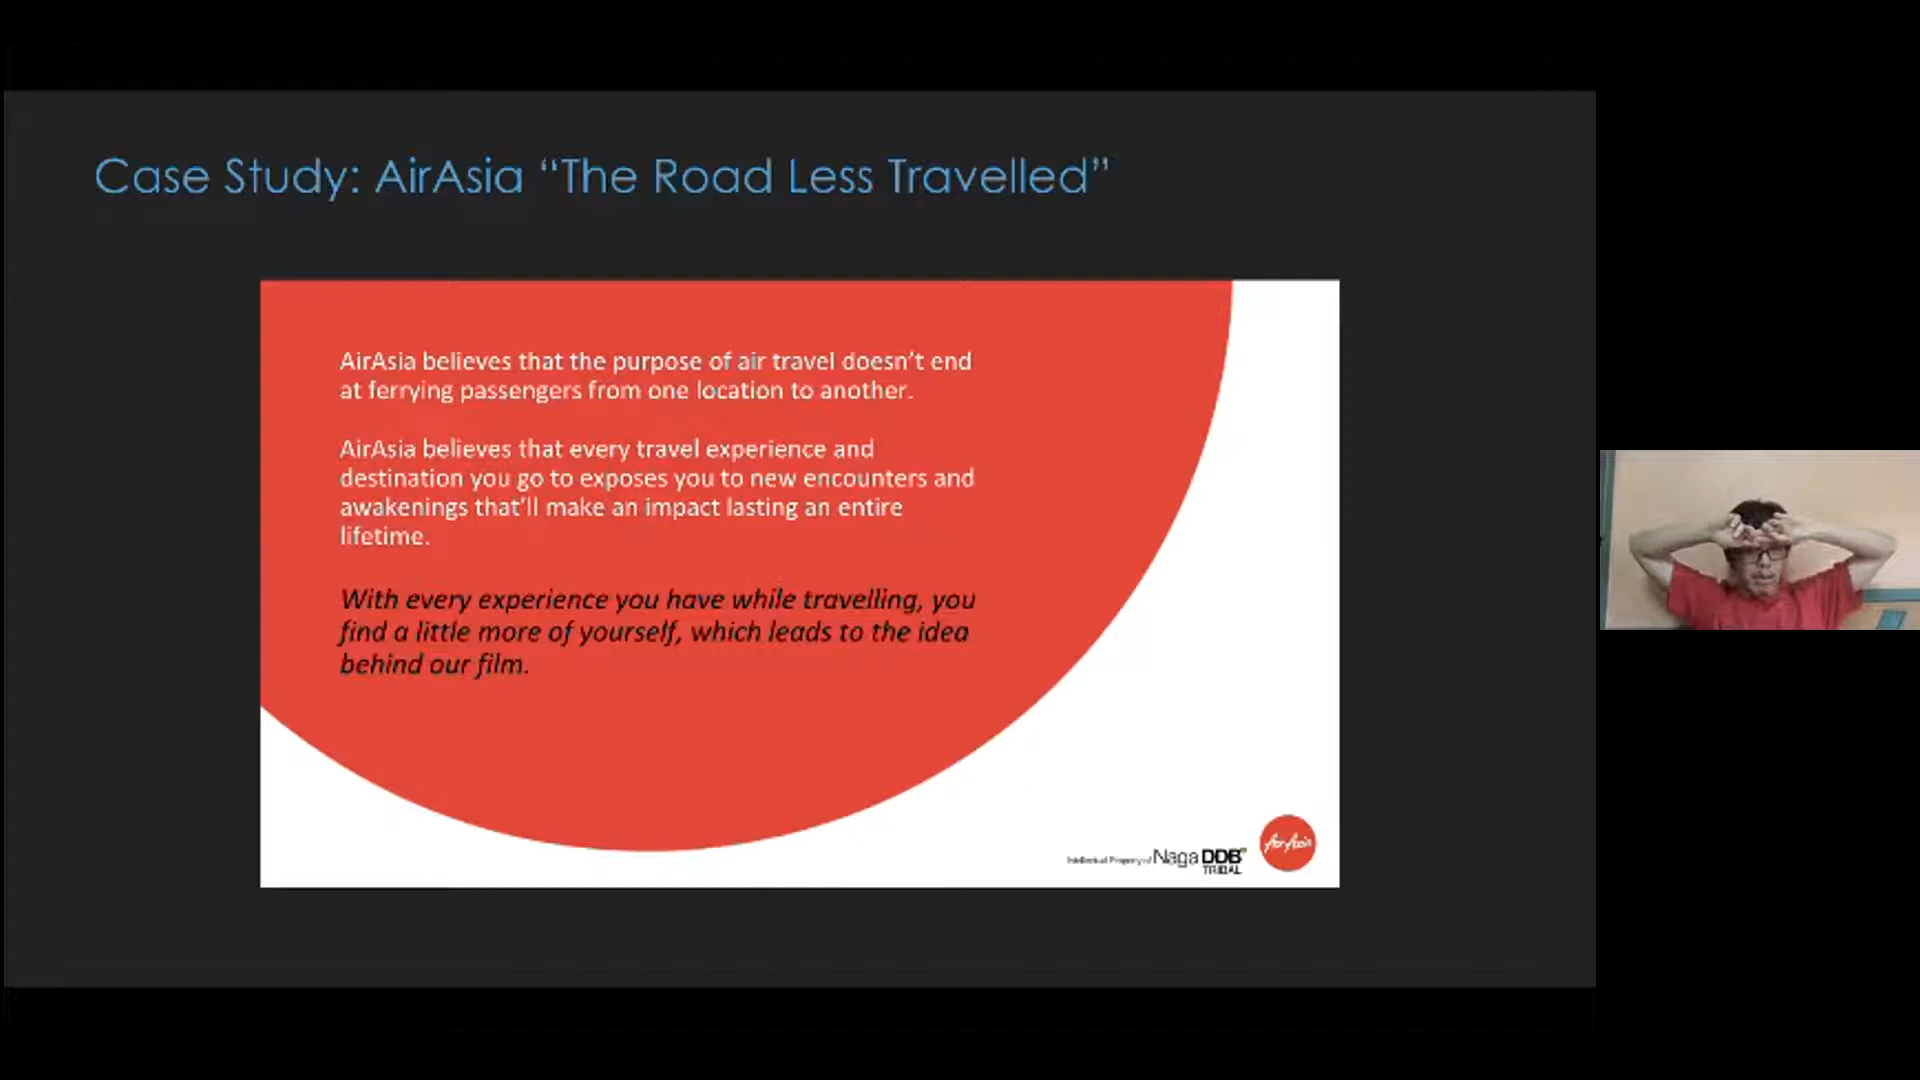 Case Study: AirAsia “The Road Less Travelled”
AirAsia believes that the purpose of air travel doesn’t end
at ferrying passengers from one location to another.
AirAsia believes that every travel experience and
destination you go to exposes you to new encounters and
awakenings that’ll make an impact lasting an entire
lifetime.
With every experience you have while travelling, you
find a little more of yourself, which leads to the idea
behind our film.
Intellectual Property of Naga DDB
TRIBAL
AirAsia